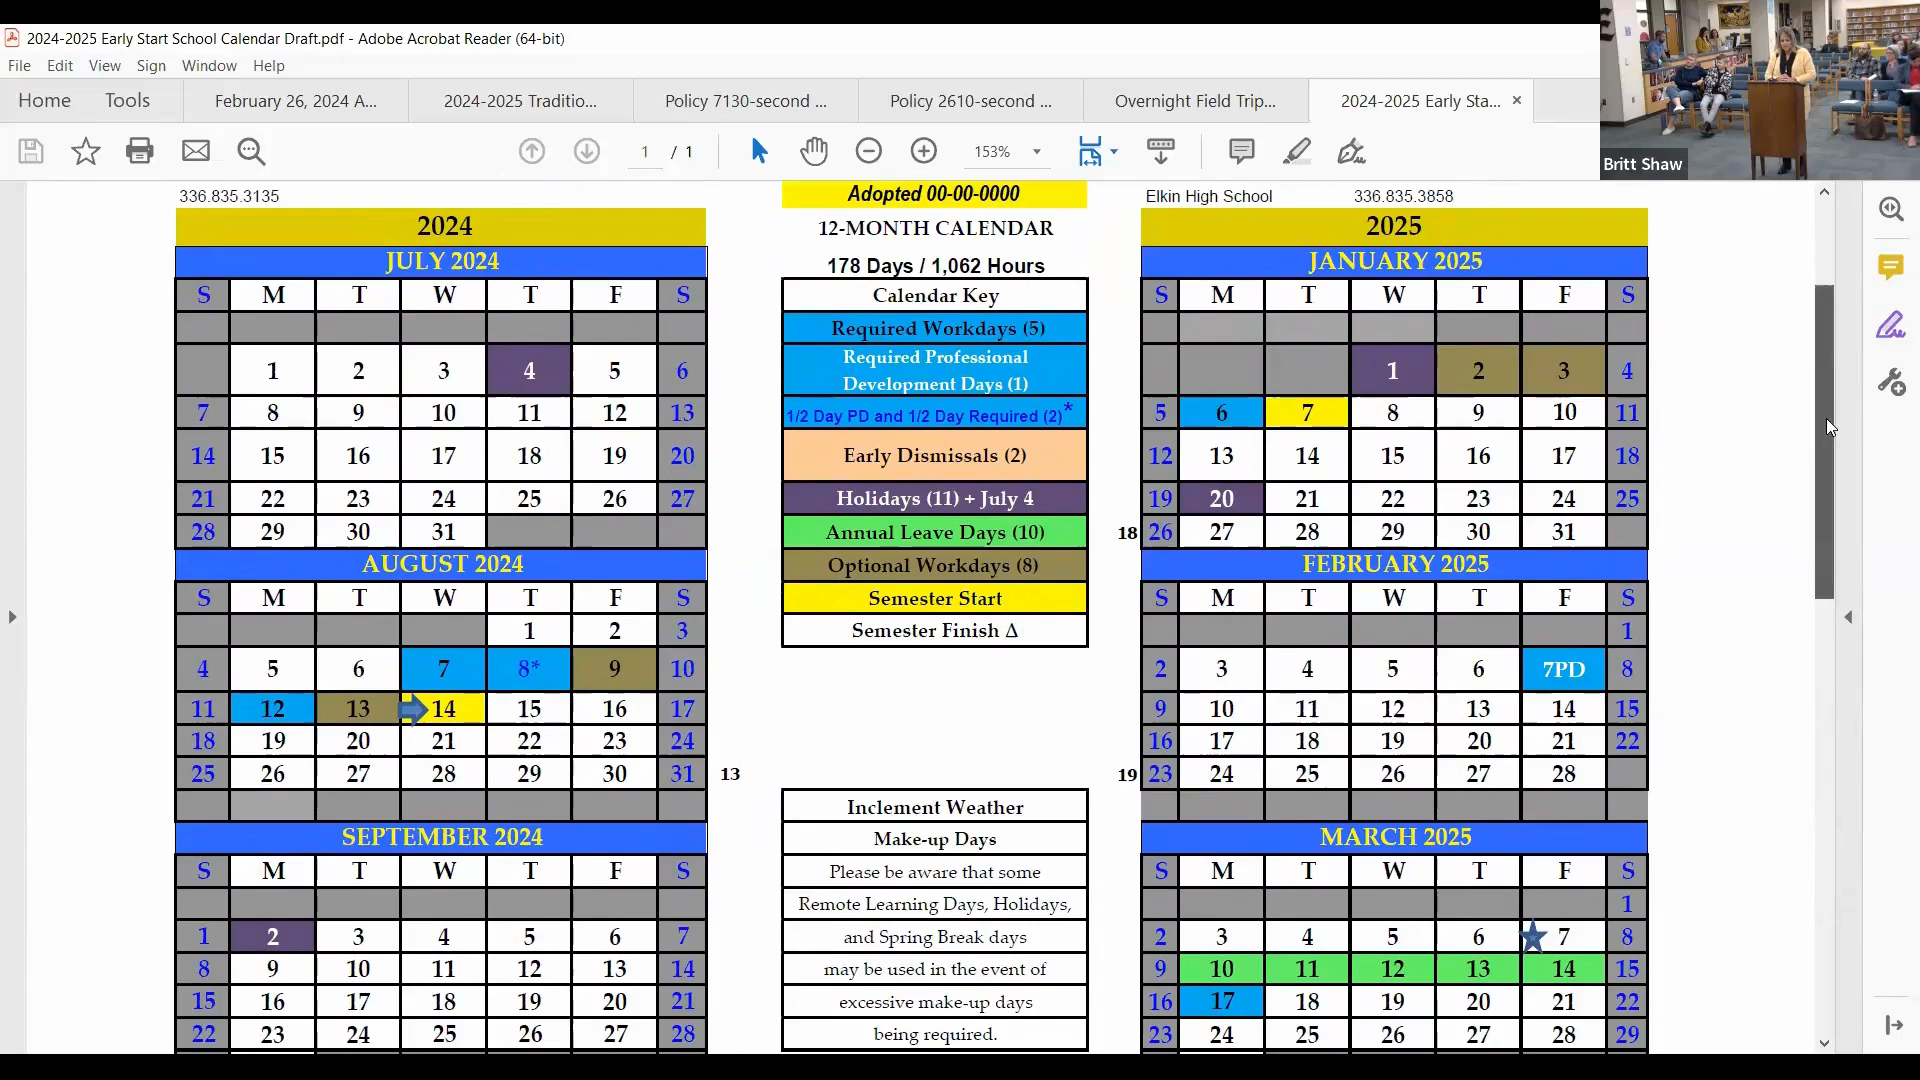 2024-2025 Early Start School Calendar Draft.pdf - Adobe Acrobat Reader (64-bit)
File Edit View Sign Window Help
Home Tools February 26, 2024 A... 2024-2025 Traditio... Policy 7130-second ... Policy 2610-second ... Overnight Field Trip... 2024-2025 Early Sta... ×
1 / 1 153%
Britt Shaw
336.835.3135
Adopted 00-00-0000
Elkin High School 336.835.3858
2024
JULY 2024
S M T W T F S
1 2 3 4 5 6
7 8 9 10 11 12 13
14 15 16 17 18 19 20
21 22 23 24 25 26 27
28 29 30 31
AUGUST 2024
S M T W T F S
1 2 3
4 5 6 7 8* 9 10
11 12 13 14 15 16 17
18 19 20 21 22 23 24
25 26 27 28 29 30 31 13
SEPTEMBER 2024
S M T W T F S
1 2 3 4 5 6 7
8 9 10 11 12 13 14
15 16 17 18 19 20 21
22 23 24 25 26 27 28
12-MONTH CALENDAR
178 Days / 1,062 Hours
Calendar Key
Required Workdays (5)
Required Professional
Development Days (1)
1/2 Day PD and 1/2 Day Required (2)*
Early Dismissals (2)
Holidays (11) + July 4
Annual Leave Days (10)
Optional Workdays (8)
Semester Start
Semester Finish Δ
Inclement Weather
Make-up Days
Please be aware that some
Remote Learning Days, Holidays,
and Spring Break days
may be used in the event of
excessive make-up days
being required.
2025
JANUARY 2025
S M T W T F S
1 2 3 4
5 6 7 8 9 10 11
12 13 14 15 16 17 18
19 20 21 22 23 24 25
18 26 27 28 29 30 31
FEBRUARY 2025
S M T W T F S
1
2 3 4 5 6 7PD 8
9 10 11 12 13 14 15
16 17 18 19 20 21 22
19 23 24 25 26 27 28
MARCH 2025
S M T W T F S
1
2 3 4 5 6 7 8
9 10 11 12 13 14 15
16 17 18 19 20 21 22
23 24 25 26 27 28 29